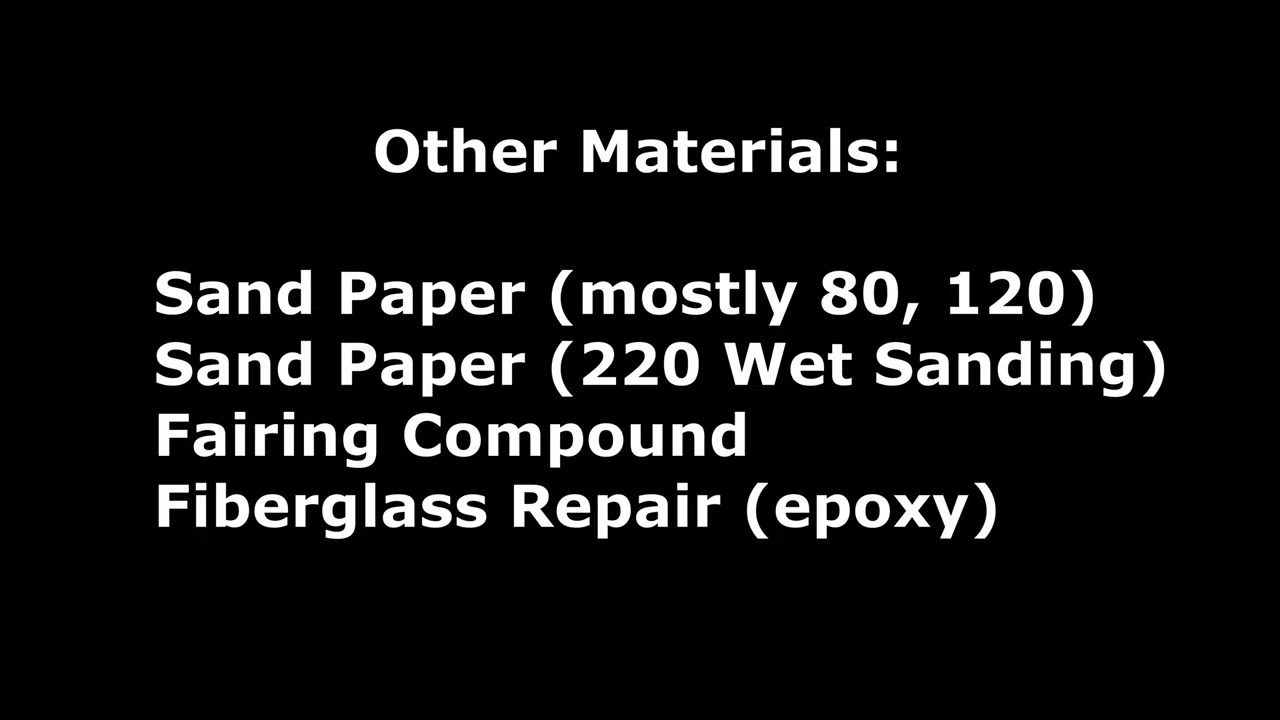 Other Materials:
Sand Paper (mostly 80, 120)
Sand Paper (220 Wet Sanding)
Fairing Compound
Fiberglass Repair (epoxy)